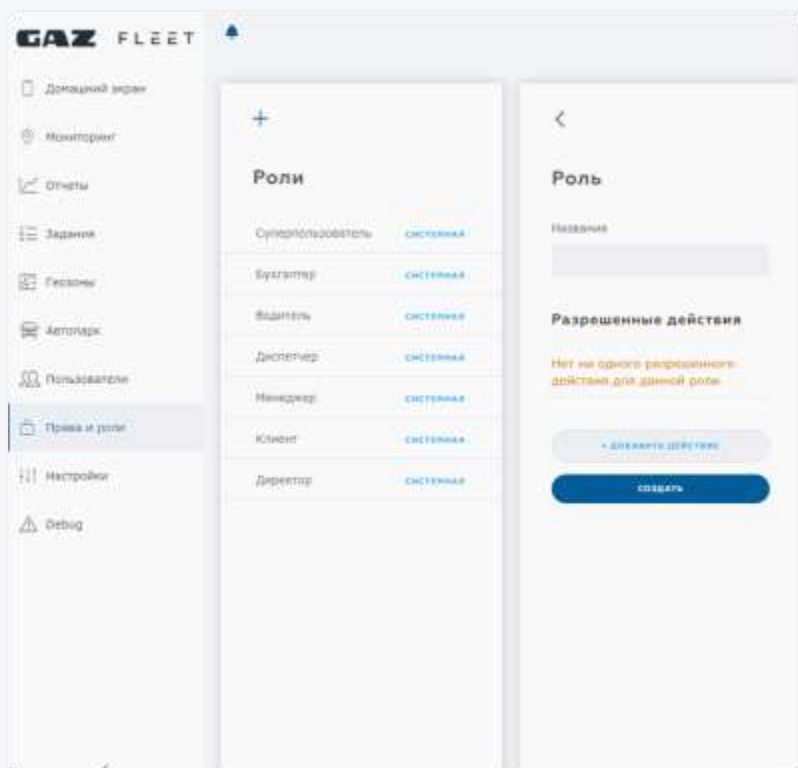 GAZ FLEET
Домашний экран
Мониторинг
Отчеты
Задания
Геозоны
Автопарк
Пользователи
Права и роли
Настройки
Debug
Роли
Суперпользователь СИСТЕМНАЯ
Бухгалтер СИСТЕМНАЯ
Водитель СИСТЕМНАЯ
Диспетчер СИСТЕМНАЯ
Менеджер СИСТЕМНАЯ
Клиент СИСТЕМНАЯ
Директор СИСТЕМНАЯ
Роль
Название
Разрешенные действия
Нет ни одного разрешенного
действия для данной роли
+ ДОБАВИТЬ ДЕЙСТВИЕ
СОЗДАТЬ